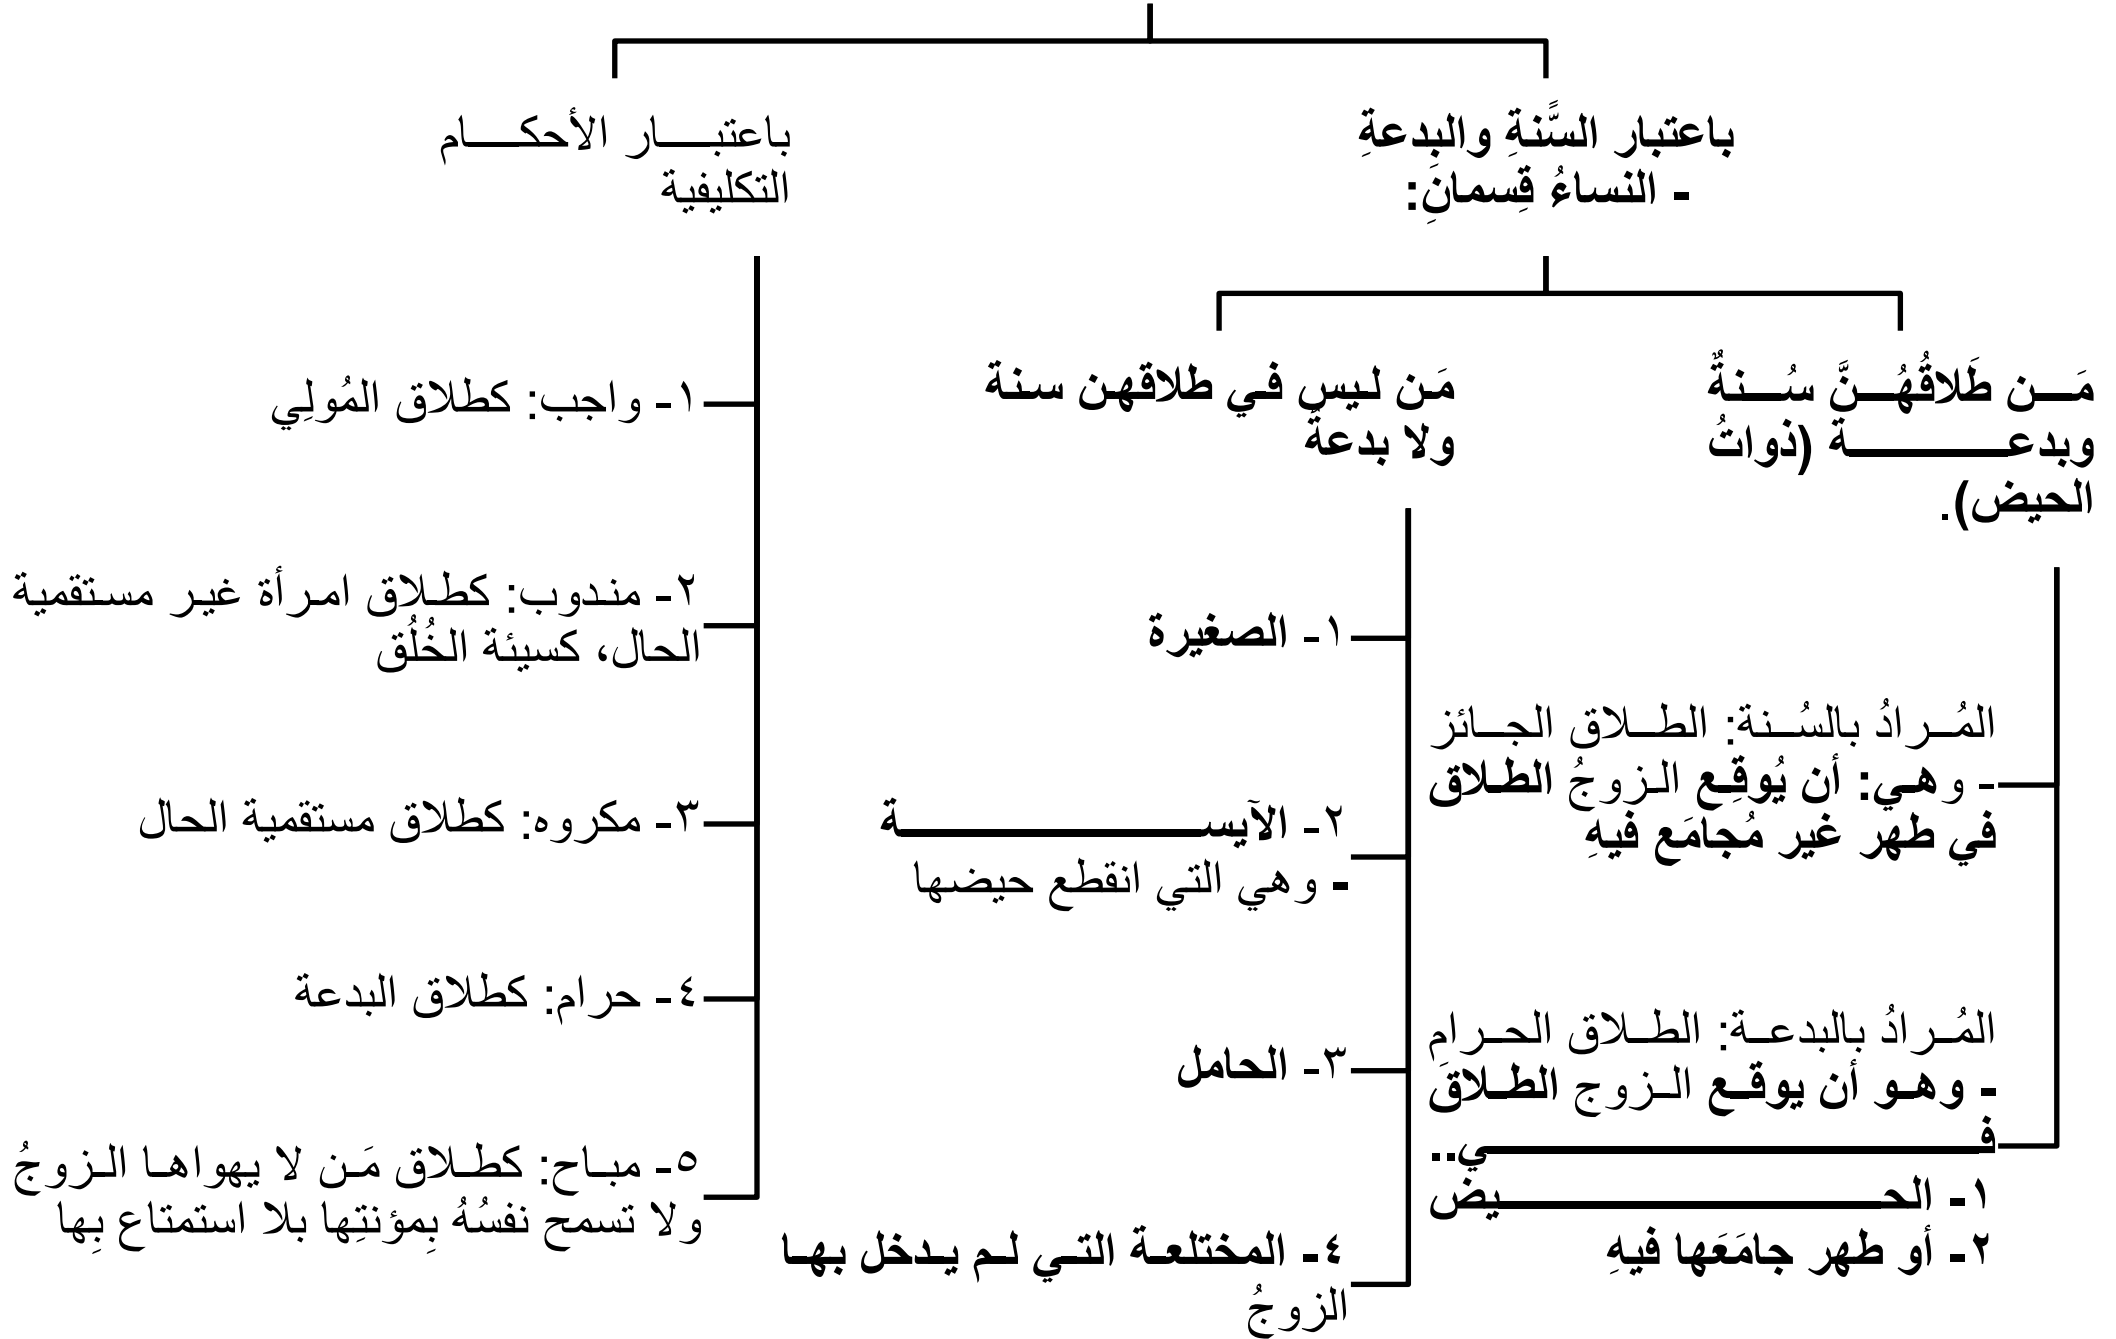 باعتبار السَّنةِ والبِدعةِ
- النساءُ قِسمانِ:
مَن طَلاقُهُنَّ سُنةٌ
وبدعة (ذواتُ
الحيض).
المُرادُ بالسُنة: الطلاق الجائز
- وهي: أن يُوقِع الزوجُ الطلاق
في طهر غير مُجامَع فيهِ
المُرادُ بالبدعة: الطلاق الحرامِ
- وهو أن يوقع الزوج الطلاقَ
في..
١- الحيض
٢- أو طهر جامَعَها فيهِ
مَن ليس في طلاقهن سنة
ولا بدعةٌ
١- الصغيرة
٢- الآيسة
- وهي التي انقطع حيضها
٣- الحامل
٤- المختلعة التي لم يدخل بها
الزوجُ
باعتبار الأحكام
التكليفية
١- واجب: كطلاق المُولِي
٢- مندوب: كطلاق امرأة غير مستقمية
الحال، كسيئة الخُلُق
٣- مكروه: كطلاق مستقمية الحال
٤- حرام: كطلاق البدعة
٥- مباح: كطلاق مَن لا يهواها الزوجُ
ولا تسمح نفسُهُ بِمؤنتِها بلا استمتاع بِها